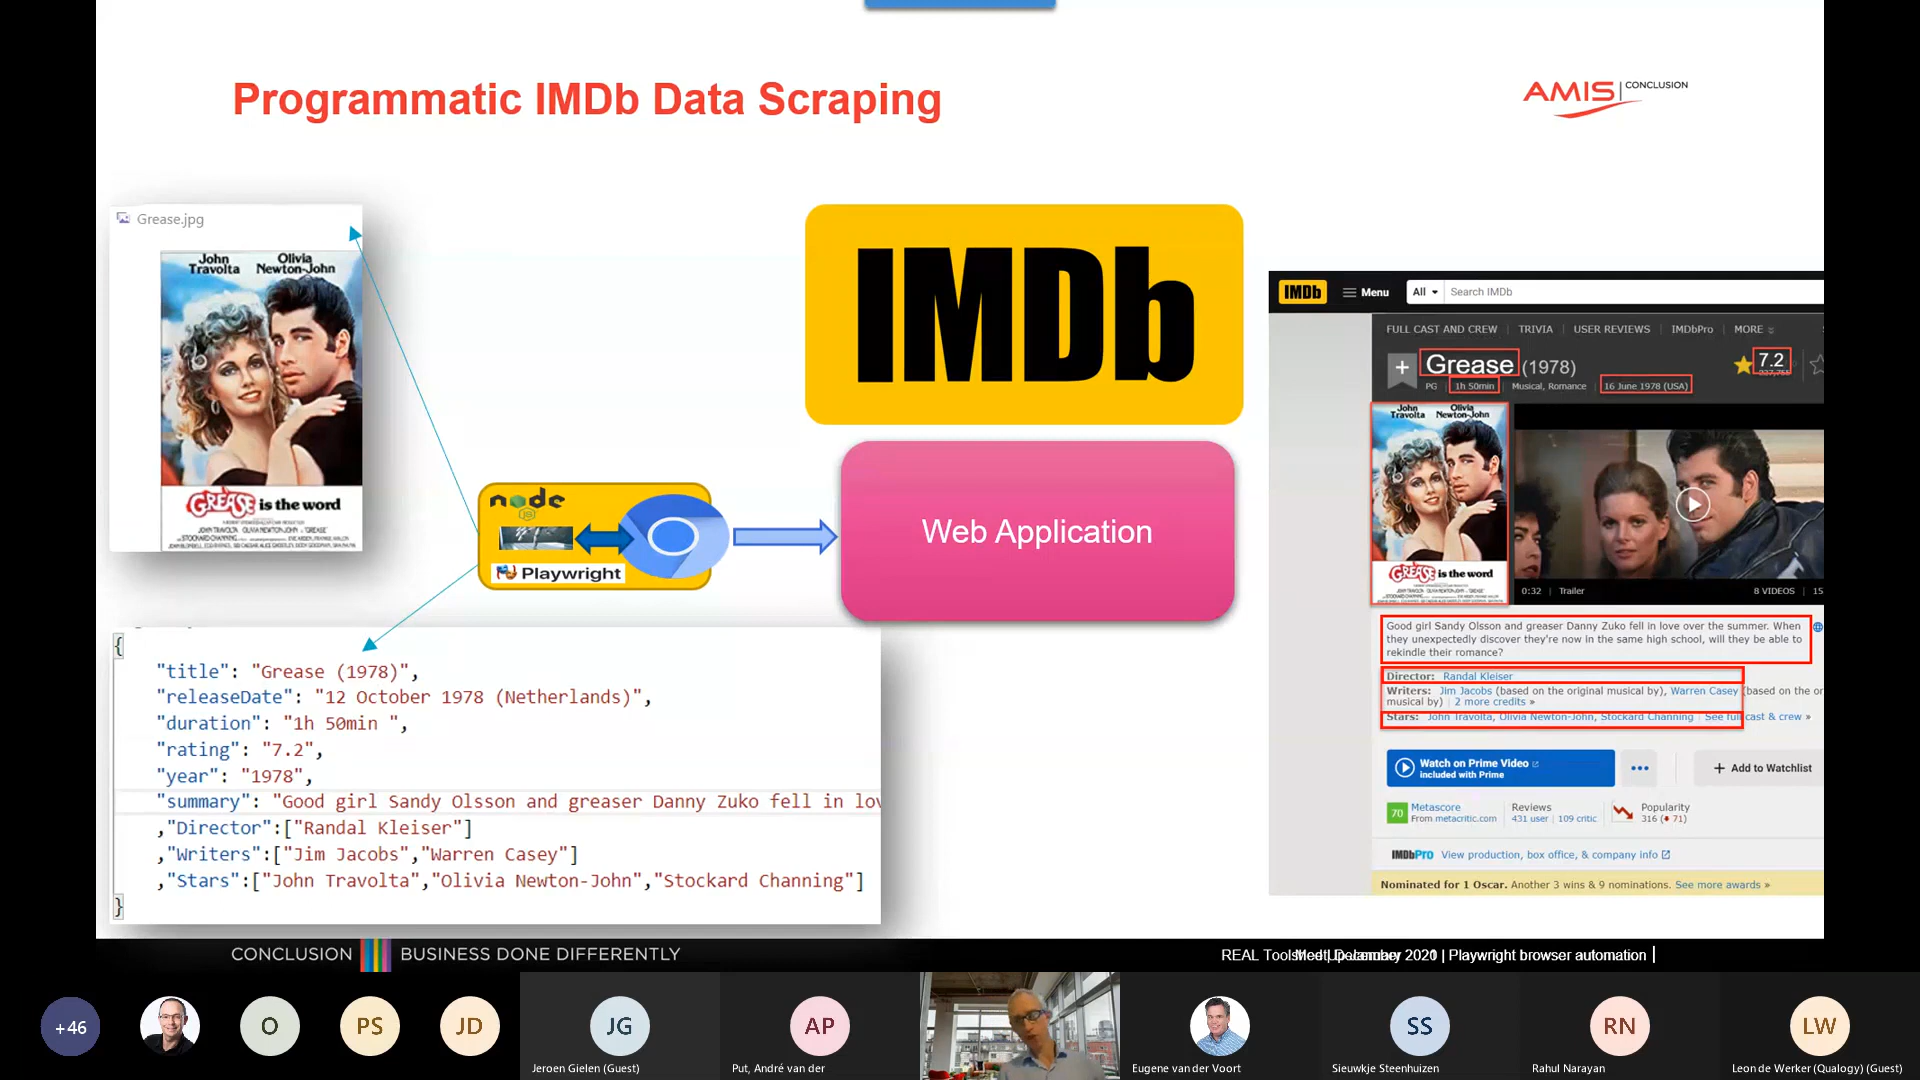 Programmatic IMDb Data Scraping
AMIS CONCLUSION
Grease.jpg
John Travolta
Olivia Newton-John
GREASE is the word
IMDb
node
JS
Playwright
Web Application
{
"title": "Grease (1978)",
"releaseDate": "12 October 1978 (Netherlands)",
"duration": "1h 50min ",
"rating": "7.2",
"year": "1978",
"summary": "Good girl Sandy Olsson and greaser Danny Zuko fell in lov
,"Director":["Randal Kleiser"]
,"Writers":["Jim Jacobs","Warren Casey"]
,"Stars":["John Travolta","Olivia Newton-John","Stockard Channing"]
}
IMDb Menu All Search IMDb
FULL CAST AND CREW TRIVIA USER REVIEWS IMDbPro MORE
+ Grease (1978) 7.2
PG 1h 50min Musical, Romance 16 June 1978 (USA)
John Travolta
Olivia Newton-John
GREASE is the word
0:32 Trailer 8 VIDEOS 15
Good girl Sandy Olsson and greaser Danny Zuko fell in love over the summer. When
they unexpectedly discover they're now in the same high school, will they be able to
rekindle their romance?
Director: Randal Kleiser
Writers: Jim Jacobs (based on the original musical by), Warren Casey (based on the or
musical by) | 2 more credits »
Stars: John Travolta, Olivia Newton-John, Stockard Channing | See full cast & crew »
Watch on Prime Video
included with Prime
+ Add to Watchlist
70 Metascore
From metacritic.com
Reviews
431 user | 109 critic
Popularity
316 (71)
IMDbPro View production, box office, & company info
Nominated for 1 Oscar. Another 3 wins & 9 nominations. See more awards »
CONCLUSION BUSINESS DONE DIFFERENTLY
| Playwright browser automation |
+46
O
PS
JD
JG
Jeroen Gielen (Guest)
AP
Put, André van der
Eugene van der Voort
SS
Sieuwkje Steenhuizen
RN
Rahul Narayan
LW
Leon de Werker (Qualogy) (Guest)